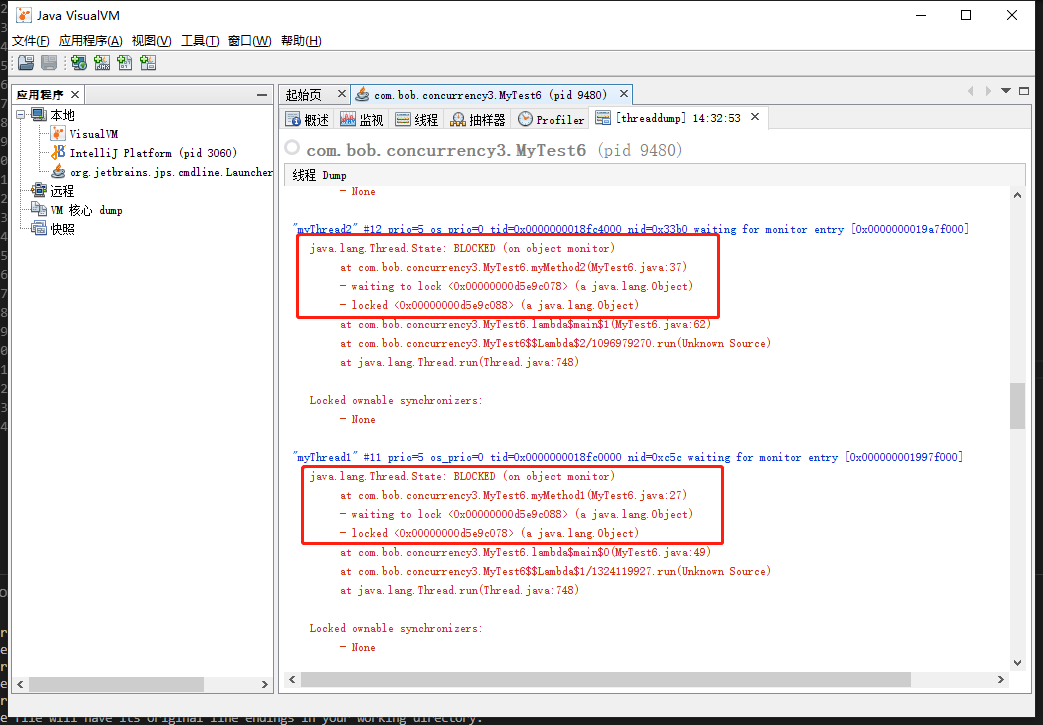 Java VisualVM
文件(F) 应用程序(A) 视图(V) 工具(T) 窗口(W) 帮助(H)
应用程序
本地
VisualVM
IntelliJ Platform (pid 3060)
org.jetbrains.jps.cmdline.Launcher
远程
VM 核心 dump
快照
起始页
com.bob.concurrency3.MyTest6 (pid 9480)
概述 监视 线程 抽样器 Profiler [threaddump] 14:32:53
com.bob.concurrency3.MyTest6 (pid 9480)
线程 Dump
- None
"myThread2" #12 prio=5 os_prio=0 tid=0x0000000018fc4000 nid=0x33b0 waiting for monitor entry [0x0000000019a7f000]
java.lang.Thread.State: BLOCKED (on object monitor)
at com.bob.concurrency3.MyTest6.myMethod2(MyTest6.java:37)
- waiting to lock <0x00000000d5e9c078> (a java.lang.Object)
- locked <0x00000000d5e9c088> (a java.lang.Object)
at com.bob.concurrency3.MyTest6.lambda$main$1(MyTest6.java:62)
at com.bob.concurrency3.MyTest6$$Lambda$2/1096979270.run(Unknown Source)
at java.lang.Thread.run(Thread.java:748)
Locked ownable synchronizers:
- None
"myThread1" #11 prio=5 os_prio=0 tid=0x0000000018fc0000 nid=0xc5c waiting for monitor entry [0x000000001997f000]
java.lang.Thread.State: BLOCKED (on object monitor)
at com.bob.concurrency3.MyTest6.myMethod1(MyTest6.java:27)
- waiting to lock <0x00000000d5e9c088> (a java.lang.Object)
- locked <0x00000000d5e9c078> (a java.lang.Object)
at com.bob.concurrency3.MyTest6.lambda$main$0(MyTest6.java:49)
at com.bob.concurrency3.MyTest6$$Lambda$1/1324119927.run(Unknown Source)
at java.lang.Thread.run(Thread.java:748)
Locked ownable synchronizers:
- None
file will have its original line endings in your working directory.